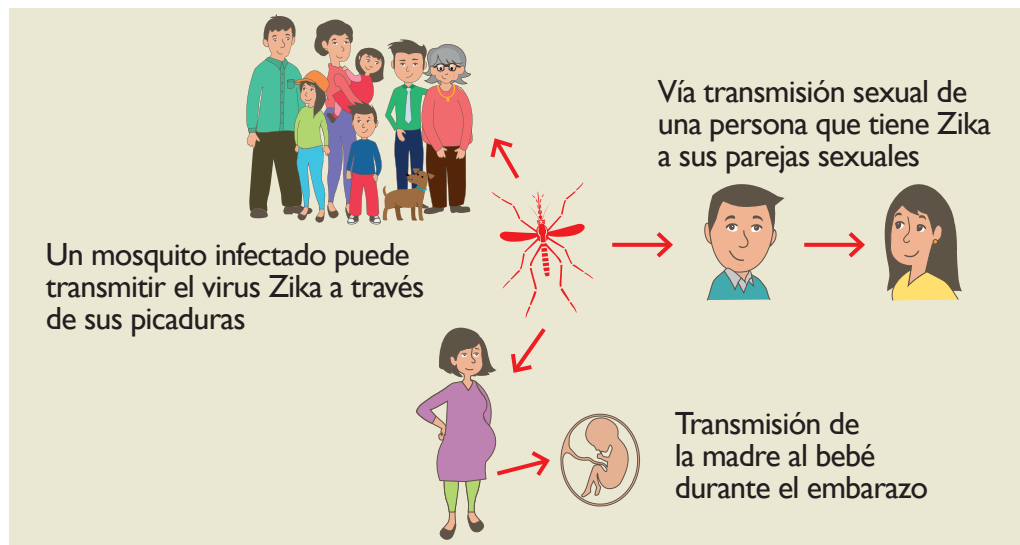 Un mosquito infectado puede
transmitir el virus Zika a través
de sus picaduras
Vía transmisión sexual de
una persona que tiene Zika
a sus parejas sexuales
Transmisión de
la madre al bebé
durante el embarazo